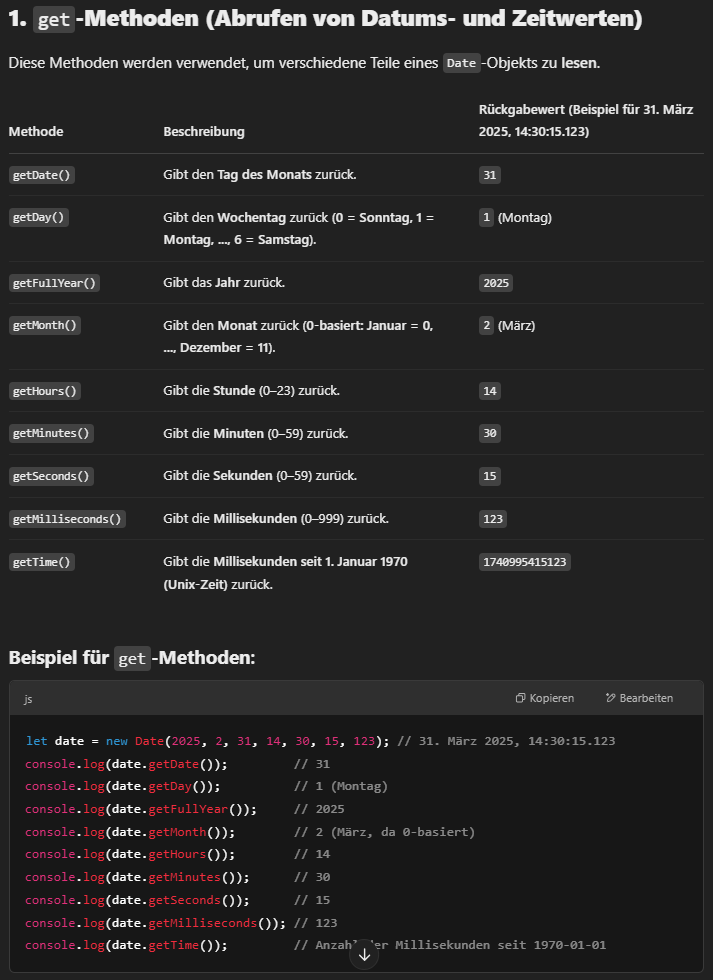 1. get-Methoden (Abrufen von Datums- und Zeitwerten)
Diese Methoden werden verwendet, um verschiedene Teile eines Date-Objekts zu lesen.
Methode Beschreibung Rückgabewert (Beispiel für 31. März
2025, 14:30:15.123)
getDate() Gibt den Tag des Monats zurück. 31
getDay() Gibt den Wochentag zurück (0 = Sonntag, 1 = 1 (Montag)
Montag, ..., 6 = Samstag).
getFullYear() Gibt das Jahr zurück. 2025
getMonth() Gibt den Monat zurück (0-basiert: Januar = 0, 2 (März)
..., Dezember = 11).
getHours() Gibt die Stunde (0–23) zurück. 14
getMinutes() Gibt die Minuten (0–59) zurück. 30
getSeconds() Gibt die Sekunden (0–59) zurück. 15
getMilliseconds() Gibt die Millisekunden (0–999) zurück. 123
getTime() Gibt die Millisekunden seit 1. Januar 1970 1740995415123
(Unix-Zeit) zurück.
Beispiel für get-Methoden:
js Kopieren Bearbeiten
let date = new Date(2025, 2, 31, 14, 30, 15, 123); // 31. März 2025, 14:30:15.123
console.log(date.getDate()); // 31
console.log(date.getDay()); // 1 (Montag)
console.log(date.getFullYear()); // 2025
console.log(date.getMonth()); // 2 (März, da 0-basiert)
console.log(date.getHours()); // 14
console.log(date.getMinutes()); // 30
console.log(date.getSeconds()); // 15
console.log(date.getMilliseconds()); // 123
console.log(date.getTime()); // Anzahl der Millisekunden seit 1970-01-01